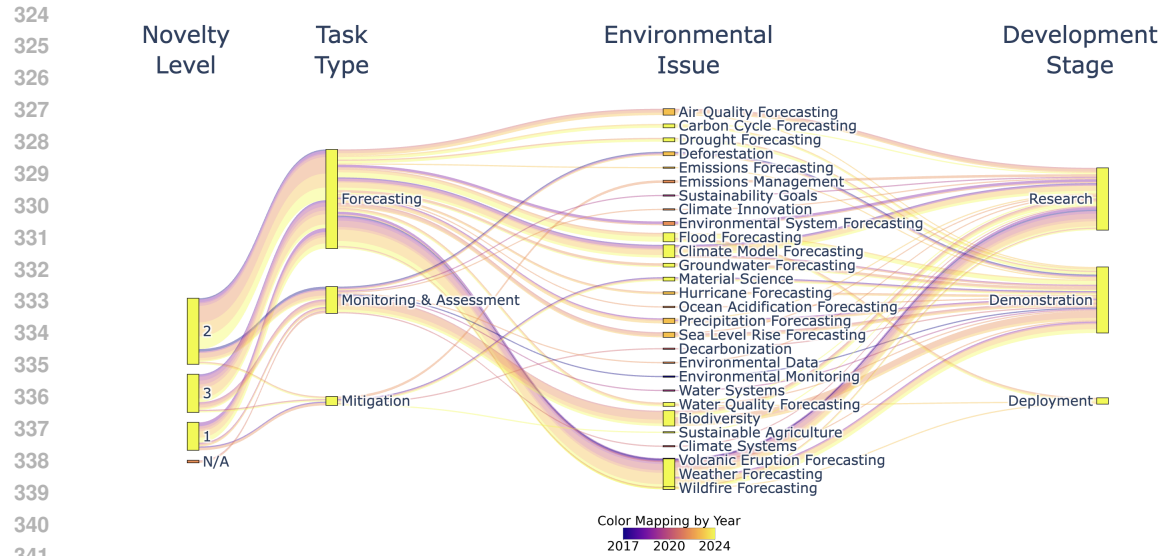 324
325
326
327
328
329
330
331
332
333
334
335
336
337
338
339
340
341
Novelty
Level
Task
Type
Environmental
Issue
Development
Stage
2
3
1
N/A
Forecasting
Monitoring & Assessment
Mitigation
Air Quality Forecasting
Carbon Cycle Forecasting
Drought Forecasting
Deforestation
Emissions Forecasting
Emissions Management
Sustainability Goals
Climate Innovation
Environmental System Forecasting
Flood Forecasting
Climate Model Forecasting
Groundwater Forecasting
Material Science
Hurricane Forecasting
Ocean Acidification Forecasting
Precipitation Forecasting
Sea Level Rise Forecasting
Decarbonization
Environmental Data
Environmental Monitoring
Water Systems
Water Quality Forecasting
Biodiversity
Sustainable Agriculture
Climate Systems
Volcanic Eruption Forecasting
Weather Forecasting
Wildfire Forecasting
Research
Demonstration
Deployment
Color Mapping by Year
2017 2020 2024